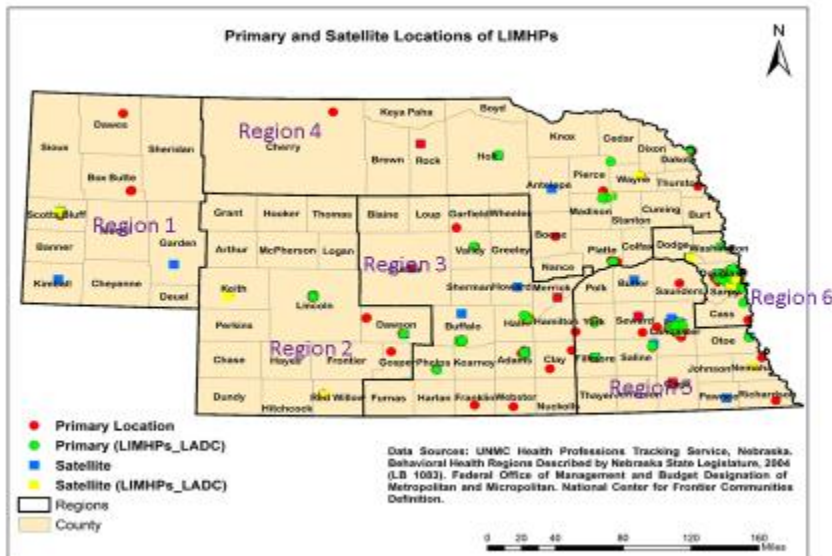 Primary and Satellite Locations of LIMHPs
N
Keya Paha Boyd
Dawes
Region 4
Cherry
Knox Cedar Dixon
Sioux Sheridan
Brown Rock Holt
Dakota
Box Butte
Antelope Pierce Wayne Thurston
Scotts Bluff
Region 1
Grant Hooker Thomas Blaine Loup Garfield Wheeler
Madison Stanton Cuming Burt
Banner Garden
Boone
Arthur McPherson Logan
Region 3
Valley Greeley
Platte Colfax Dodge Washington
Nance
Kimball Cheyenne
Deuel
Keith
Lincoln
Sherman Howard Merrick Polk Butler Saunders
Sarpy
Region 6
Perkins
Dawson Buffalo Hall Hamilton York Seward Lancaster Cass
Region 2
Otoe
Chase Hayes Frontier Gosper Phelps Kearney Adams Clay Fillmore Saline
Johnson Nemaha
Region 5
Dundy Hitchcock Red Willow Furnas Harlan Franklin Webster Nuckolls Thayer
Pawnee Richardson
Primary Location
Primary (LIMHPs_LADC)
Satellite
Satellite (LIMHPs_LADC)
Regions
County
Data Sources: UNMC Health Professions Tracking Service, Nebraska.
Behavioral Health Regions Described by Nebraska State Legislature, 2004
(LB 1083). Federal Office of Management and Budget Designation of
Metropolitan and Micropolitan. National Center for Frontier Communities
Definition.
0 20 40 80 120 160
Miles